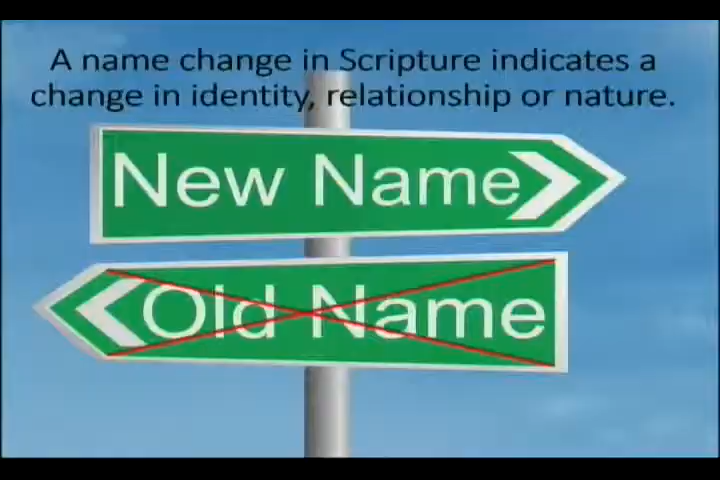 A name change in Scripture indicates a
change in identity, relationship or nature.
New Name
Old Name